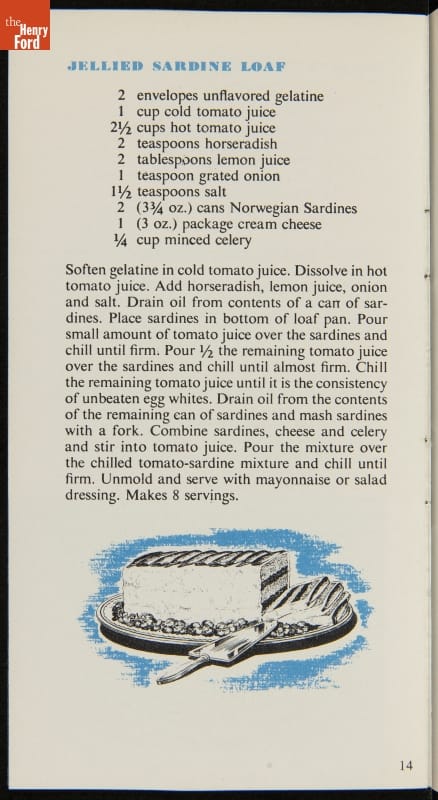 the
Henry
Ford
JELLIED SARDINE LOAF
2 envelopes unflavored gelatine
1 cup cold tomato juice
2½ cups hot tomato juice
2 teaspoons horseradish
2 tablespoons lemon juice
1 teaspoon grated onion
1½ teaspoons salt
2 (3¾ oz.) cans Norwegian Sardines
1 (3 oz.) package cream cheese
¼ cup minced celery
Soften gelatine in cold tomato juice. Dissolve in hot
tomato juice. Add horseradish, lemon juice, onion
and salt. Drain oil from contents of a can of sar-
dines. Place sardines in bottom of loaf pan. Pour
small amount of tomato juice over the sardines and
chill until firm. Pour ½ the remaining tomato juice
over the sardines and chill until almost firm. Chill
the remaining tomato juice until it is the consistency
of unbeaten egg whites. Drain oil from the contents
of the remaining can of sardines and mash sardines
with a fork. Combine sardines, cheese and celery
and stir into tomato juice. Pour the mixture over
the chilled tomato-sardine mixture and chill until
firm. Unmold and serve with mayonnaise or salad
dressing. Makes 8 servings.
14